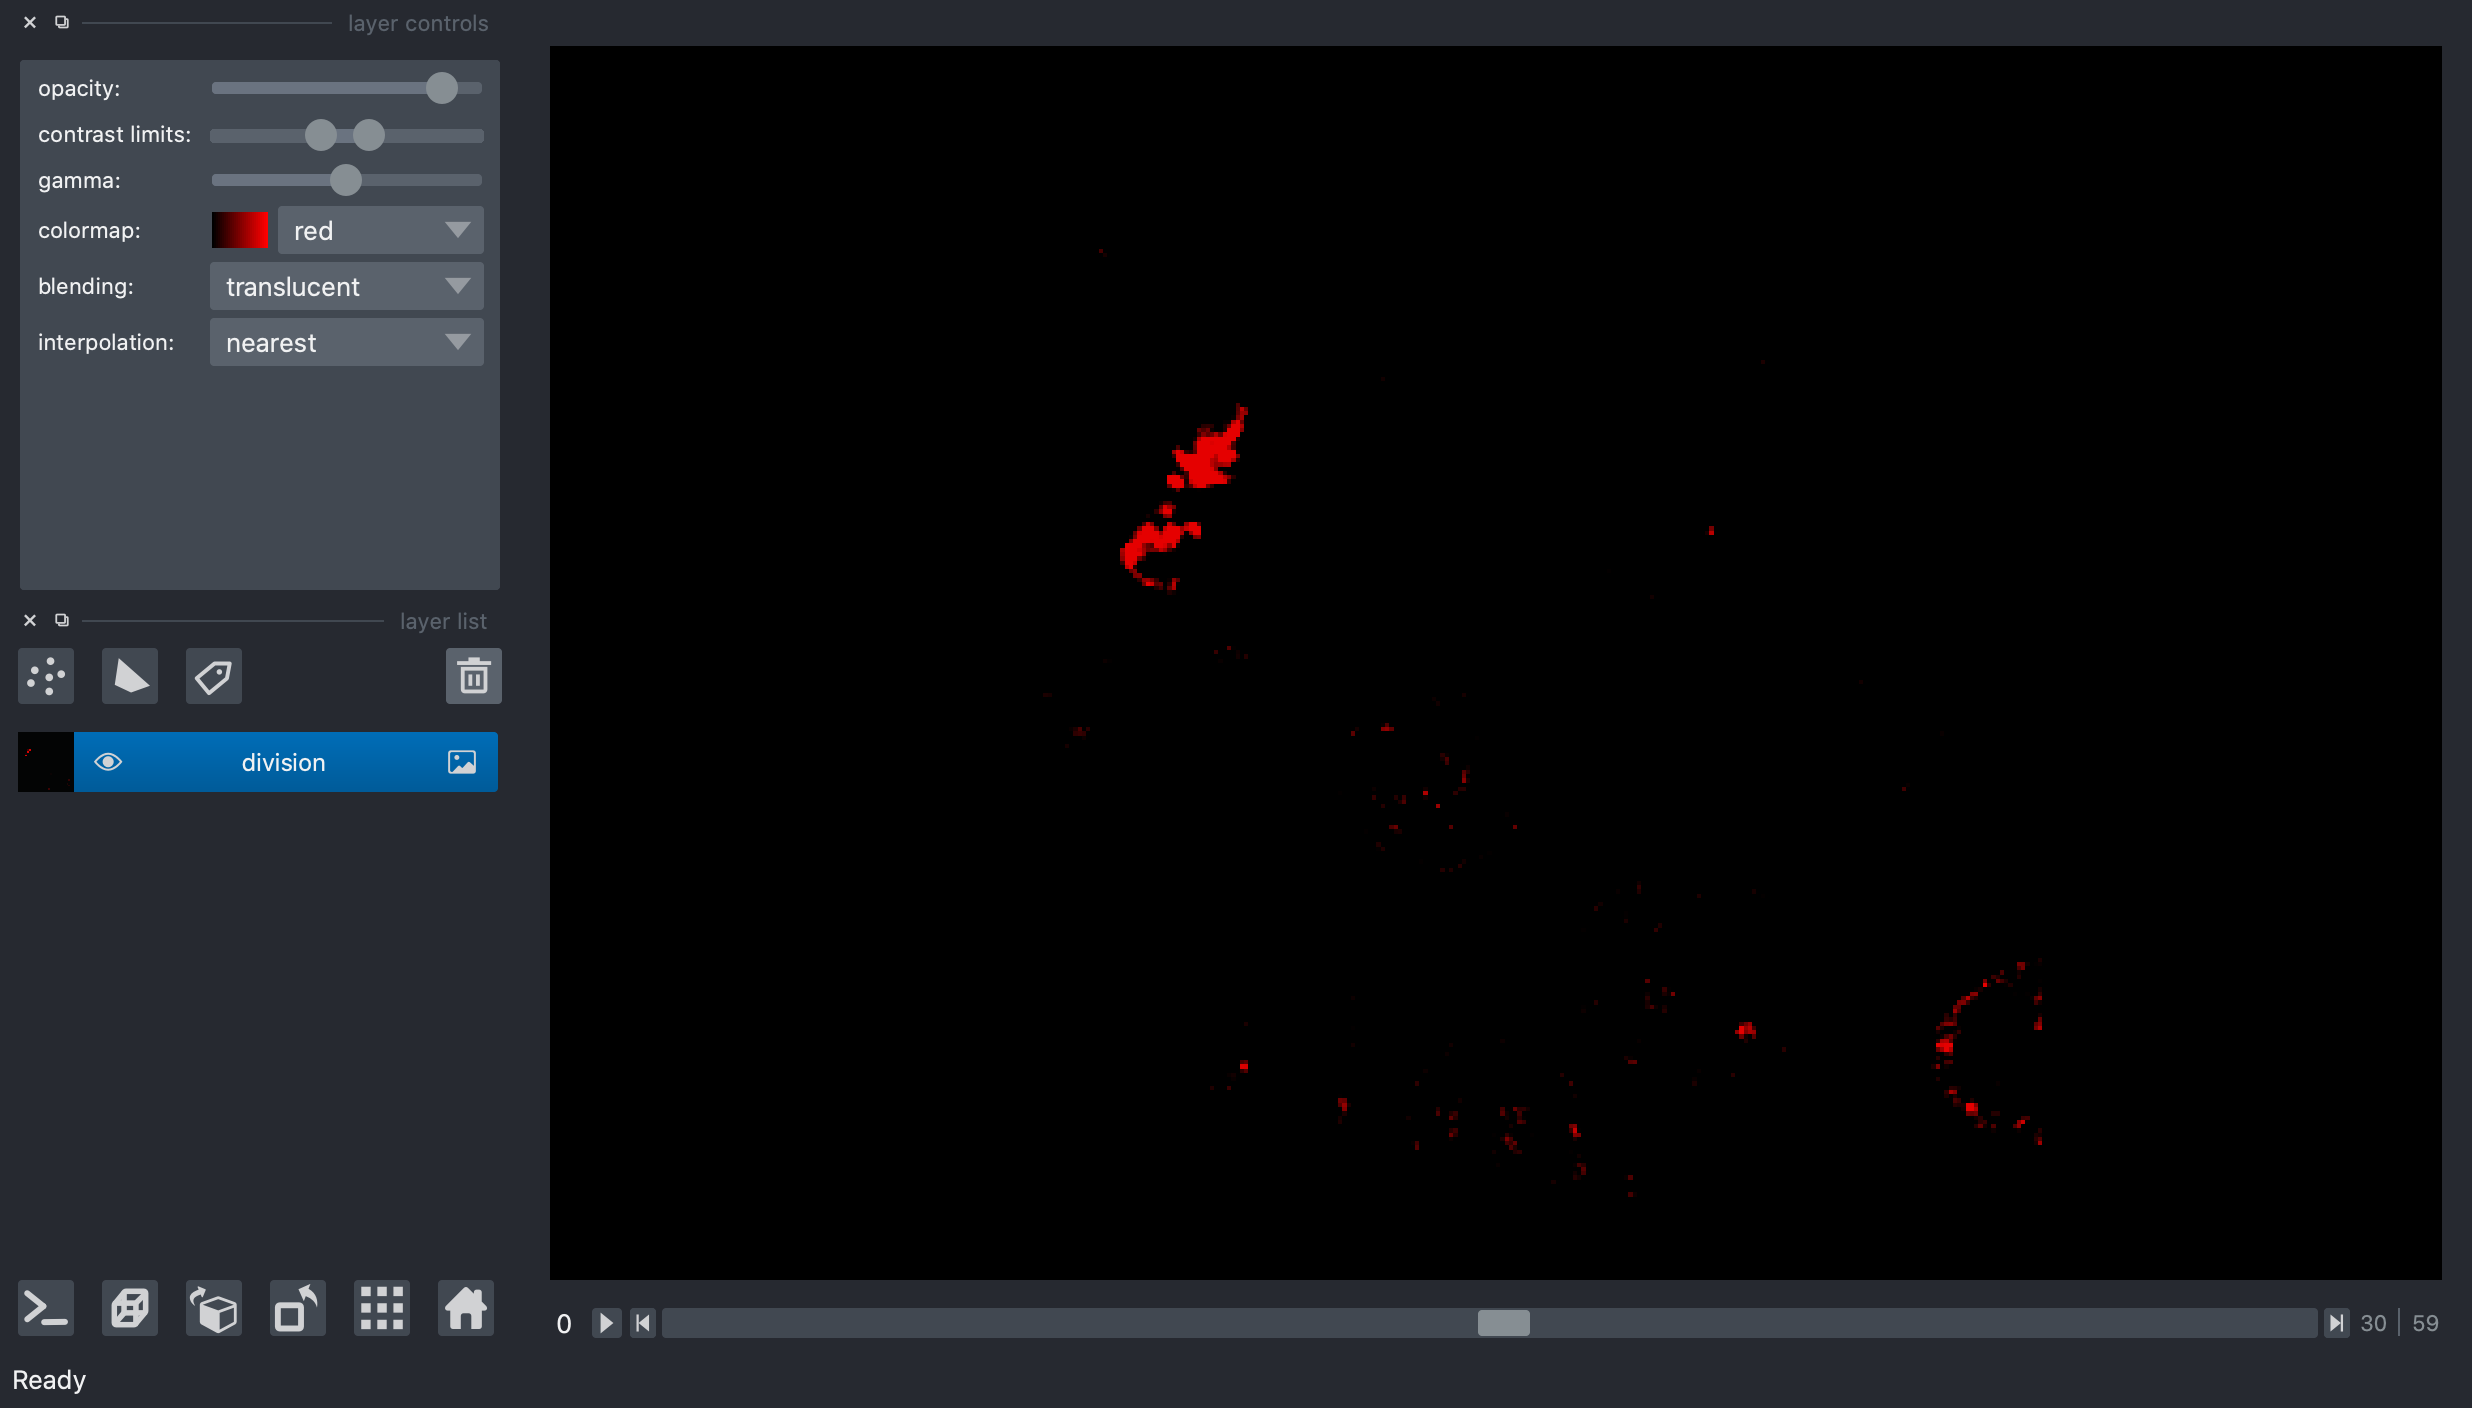 layer controls
opacity:
contrast limits:
gamma:
colormap:
red
blending:
translucent
interpolation:
nearest
layer list
division
0
30 | 59
Ready